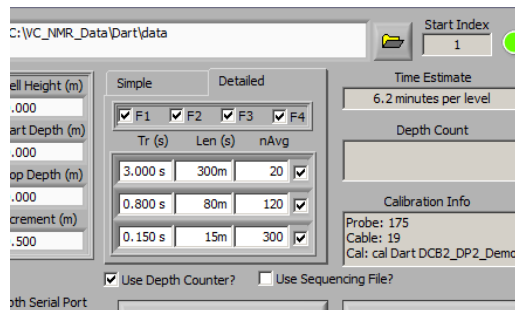 C:\VC_NMR_Data\Dart\data
Start Index
1
ell Height (m)
.000
art Depth (m)
.000
op Depth (m)
.000
crement (m)
.500
Simple
Detailed
F1 F2 F3 F4
Tr (s) Len (s) nAvg
3.000 s 300m 20
0.800 s 80m 120
0.150 s 15m 300
Time Estimate
6.2 minutes per level
Depth Count
Calibration Info
Probe: 175
Cable: 19
Cal: cal Dart DCB2_DP2_Demo
Use Depth Counter? Use Sequencing File?
oth Serial Port